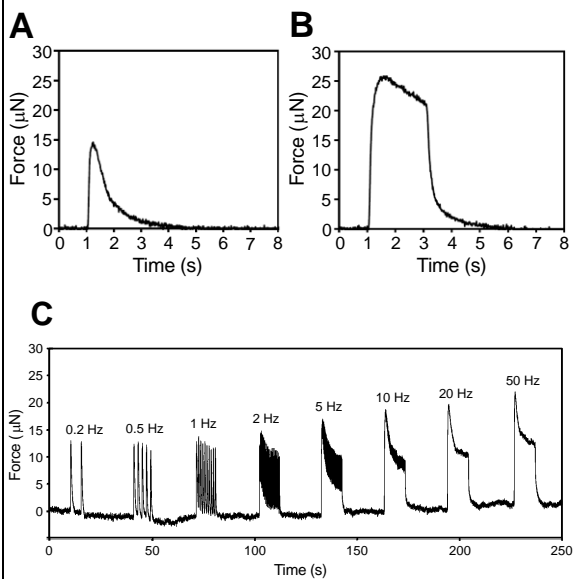 A
B
30
25
20
15
10
5
0
Force (μN)
0 1 2 3 4 5 6 7 8
Time (s)
30
25
20
15
10
5
0
Force (μN)
0 1 2 3 4 5 6 7 8
Time (s)
C
30
25
20
15
10
5
0
Force (μN)
0.2 Hz
0.5 Hz
1 Hz
2 Hz
5 Hz
10 Hz
20 Hz
50 Hz
0 50 100 150 200 250
Time (s)